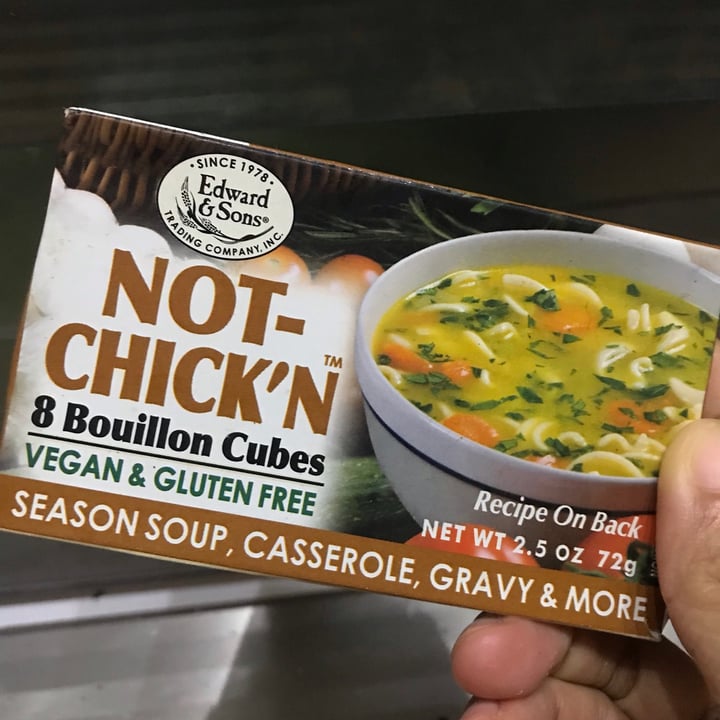 • SINCE 1978 •
Edward
& Sons®
TRADING COMPANY, INC.
NOT-
CHICK'N™
8 Bouillon Cubes
VEGAN & GLUTEN FREE
Recipe On Back
NET WT 2.5 OZ 72g
SEASON SOUP, CASSEROLE, GRAVY & MORE